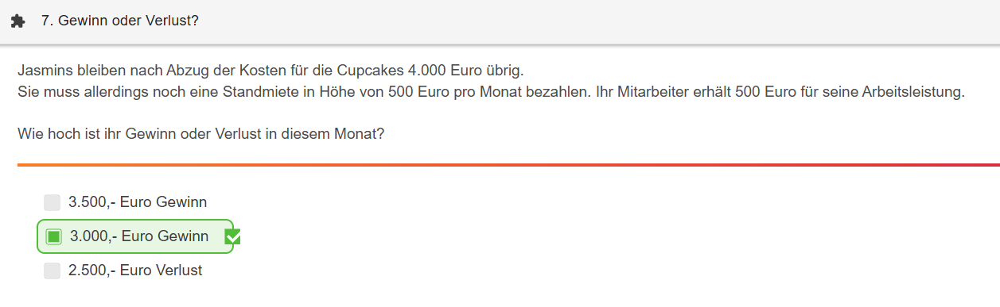 7. Gewinn oder Verlust?
Jasmins bleiben nach Abzug der Kosten für die Cupcakes 4.000 Euro übrig.
Sie muss allerdings noch eine Standmiete in Höhe von 500 Euro pro Monat bezahlen. Ihr Mitarbeiter erhält 500 Euro für seine Arbeitsleistung.
Wie hoch ist ihr Gewinn oder Verlust in diesem Monat?
3.500,- Euro Gewinn
3.000,- Euro Gewinn
2.500,- Euro Verlust